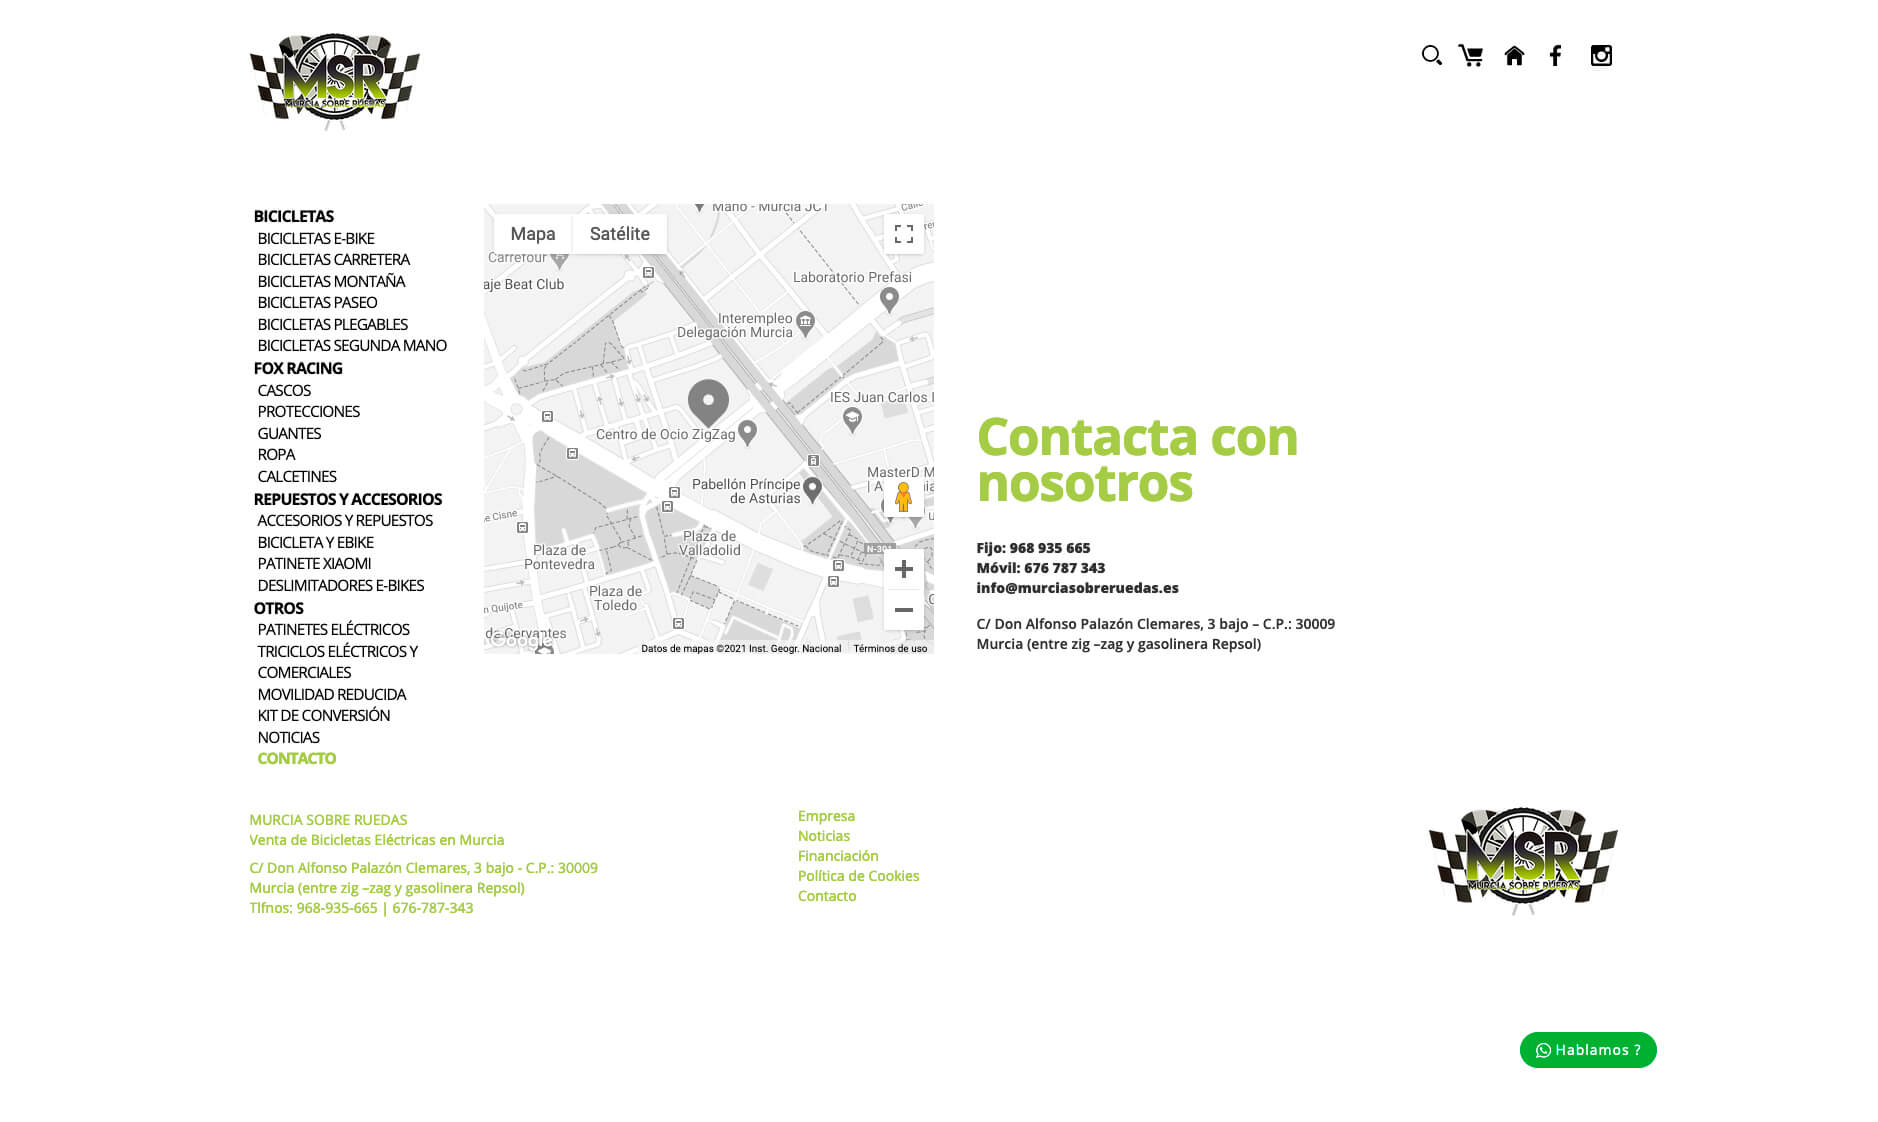 MSR
MURCIA SOBRE RUEDAS
BICICLETAS
BICICLETAS E-BIKE
BICICLETAS CARRETERA
BICICLETAS MONTAÑA
BICICLETAS PASEO
BICICLETAS PLEGABLES
BICICLETAS SEGUNDA MANO
FOX RACING
CASCOS
PROTECCIONES
GUANTES
ROPA
CALCETINES
REPUESTOS Y ACCESORIOS
ACCESORIOS Y REPUESTOS
BICICLETA Y EBIKE
PATINETE XIAOMI
DESLIMITADORES E-BIKES
OTROS
PATINETES ELÉCTRICOS
TRICICLOS ELÉCTRICOS Y
COMERCIALES
MOVILIDAD REDUCIDA
KIT DE CONVERSIÓN
NOTICIAS
CONTACTO
Mano - Murcia JC1
Mapa
Satélite
Carrefour
aje Beat Club
Laboratorio Prefasi
Interempleo
Delegación Murcia
IES Juan Carlos I
Centro de Ocio ZigZag
MasterD M
Pabellón Príncipe
de Asturias
de Cisne
Plaza de
Valladolid
N-301
Plaza de
Pontevedra
Plaza de
Toledo
on Quijote
da Cervantes
Google
Datos de mapas ©2021 Inst. Geogr. Nacional
Términos de uso
Contacta con
nosotros
Fijo: 968 935 665
Móvil: 676 787 343
info@murciasobreruedas.es
C/ Don Alfonso Palazón Clemares, 3 bajo – C.P.: 30009
Murcia (entre zig –zag y gasolinera Repsol)
MURCIA SOBRE RUEDAS
Venta de Bicicletas Eléctricas en Murcia
C/ Don Alfonso Palazón Clemares, 3 bajo - C.P.: 30009
Murcia (entre zig –zag y gasolinera Repsol)
Tlfnos: 968-935-665 | 676-787-343
Empresa
Noticias
Financiación
Política de Cookies
Contacto
MSR
MURCIA SOBRE RUEDAS
Hablamos ?